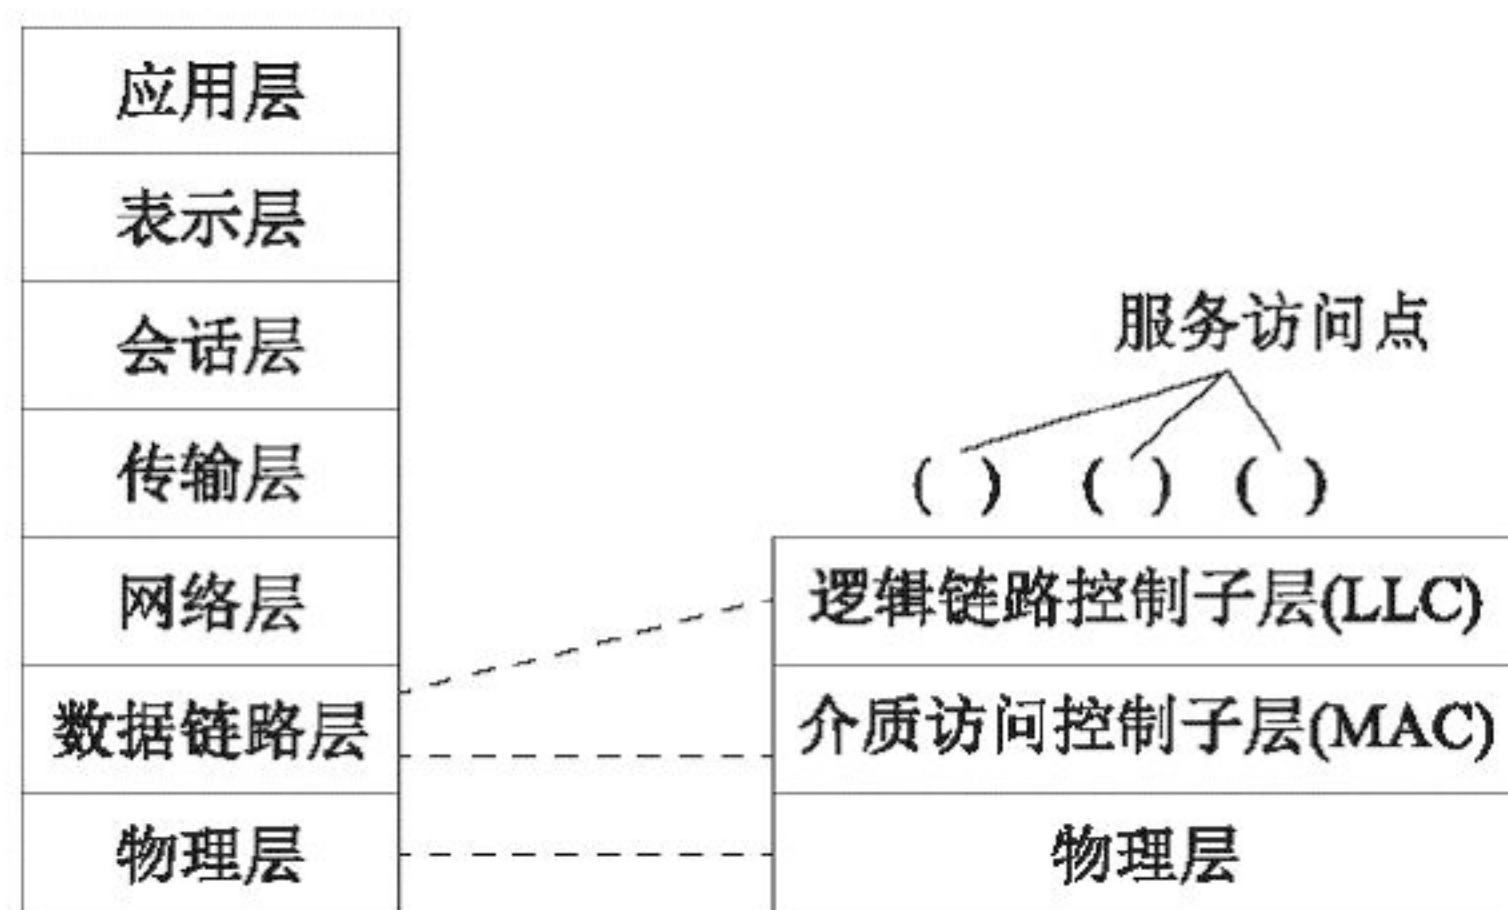 应用层
表示层
会话层
传输层
网络层
数据链路层
物理层
服务访问点
( ) ( ) ( )
逻辑链路控制子层(LLC)
介质访问控制子层(MAC)
物理层